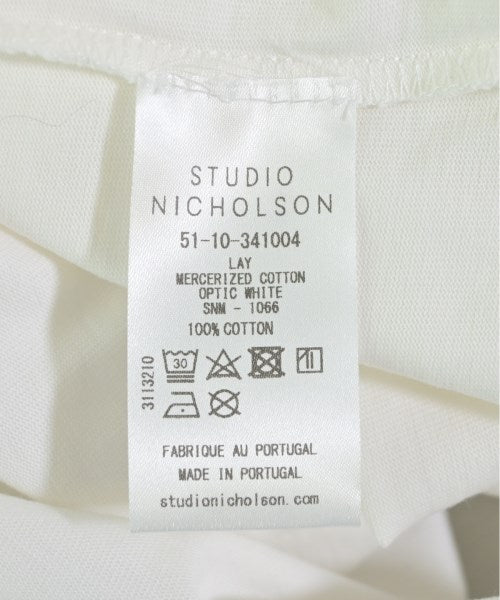 STUDIO
NICHOLSON
51-10-341004
LAY
MERCERIZED COTTON
OPTIC WHITE
SNM - 1066
100% COTTON
3113210
30
FABRIQUE AU PORTUGAL
MADE IN PORTUGAL
studionicholson.com